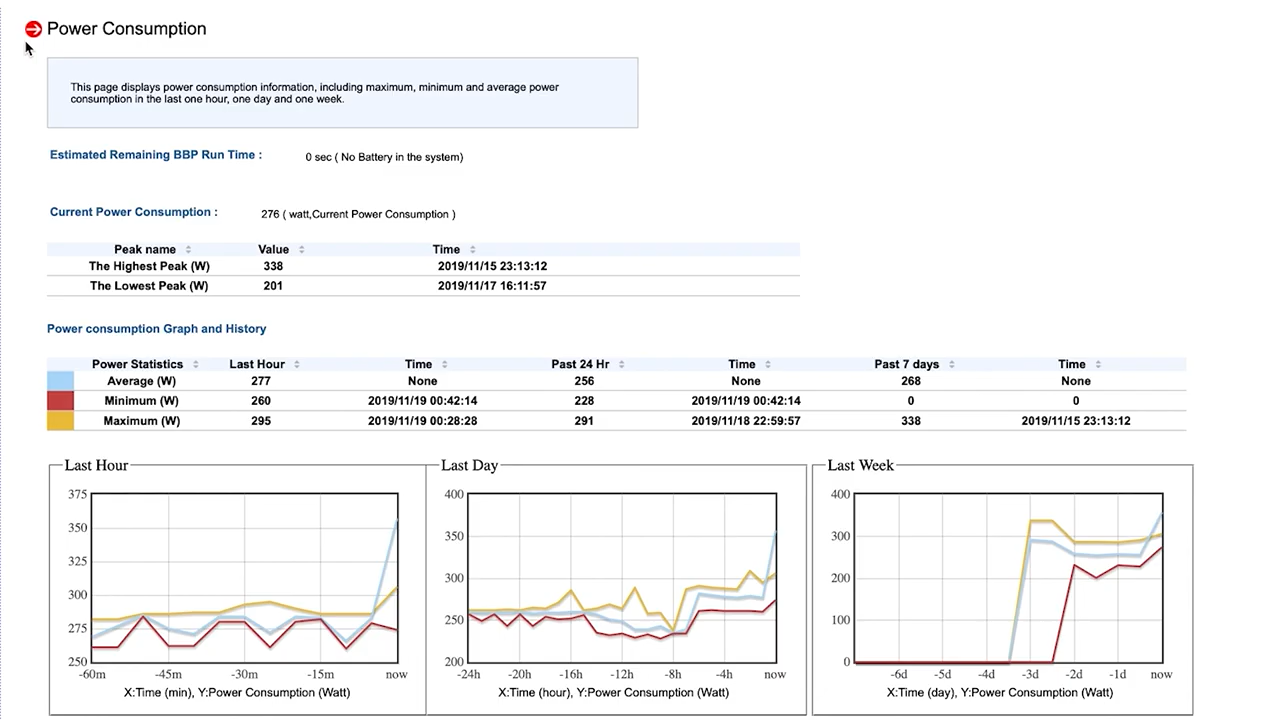 Power Consumption
This page displays power consumption information, including maximum, minimum and average power
consumption in the last one hour, one day and one week.
Estimated Remaining BBP Run Time : 0 sec ( No Battery in the system)
Current Power Consumption : 276 ( watt,Current Power Consumption )
Peak name Value Time
The Highest Peak (W) 338 2019/11/15 23:13:12
The Lowest Peak (W) 201 2019/11/17 16:11:57
Power consumption Graph and History
Power Statistics Last Hour Time Past 24 Hr Time Past 7 days Time
Average (W) 277 None 256 None 268 None
Minimum (W) 260 2019/11/19 00:42:14 228 2019/11/19 00:42:14 0 0
Maximum (W) 295 2019/11/19 00:28:28 291 2019/11/18 22:59:57 338 2019/11/15 23:13:12
Last Hour
375
350
325
300
275
250
-60m -45m -30m -15m now
X:Time (min), Y:Power Consumption (Watt)
Last Day
400
350
300
250
200
-24h -20h -16h -12h -8h -4h now
X:Time (hour), Y:Power Consumption (Watt)
Last Week
400
300
200
100
0
-6d -5d -4d -3d -2d -1d now
X:Time (day), Y:Power Consumption (Watt)